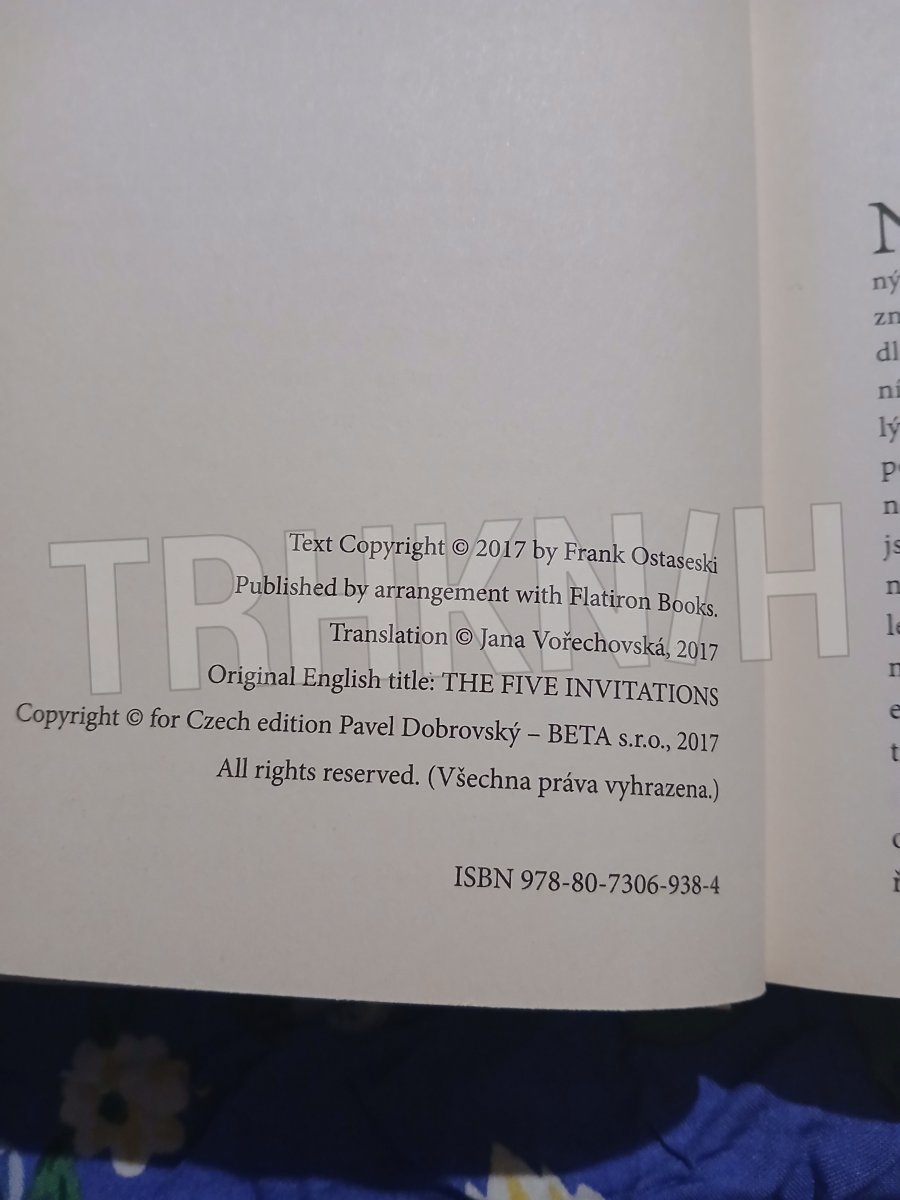 Text Copyright © 2017 by Frank Ostaseski
Published by arrangement with Flatiron Books.
Translation © Jana Vořechovská, 2017
Original English title: THE FIVE INVITATIONS
Copyright © for Czech edition Pavel Dobrovský – BETA s.r.o., 2017
All rights reserved. (Všechna práva vyhrazena.)
ISBN 978-80-7306-938-4
TRHKN/H